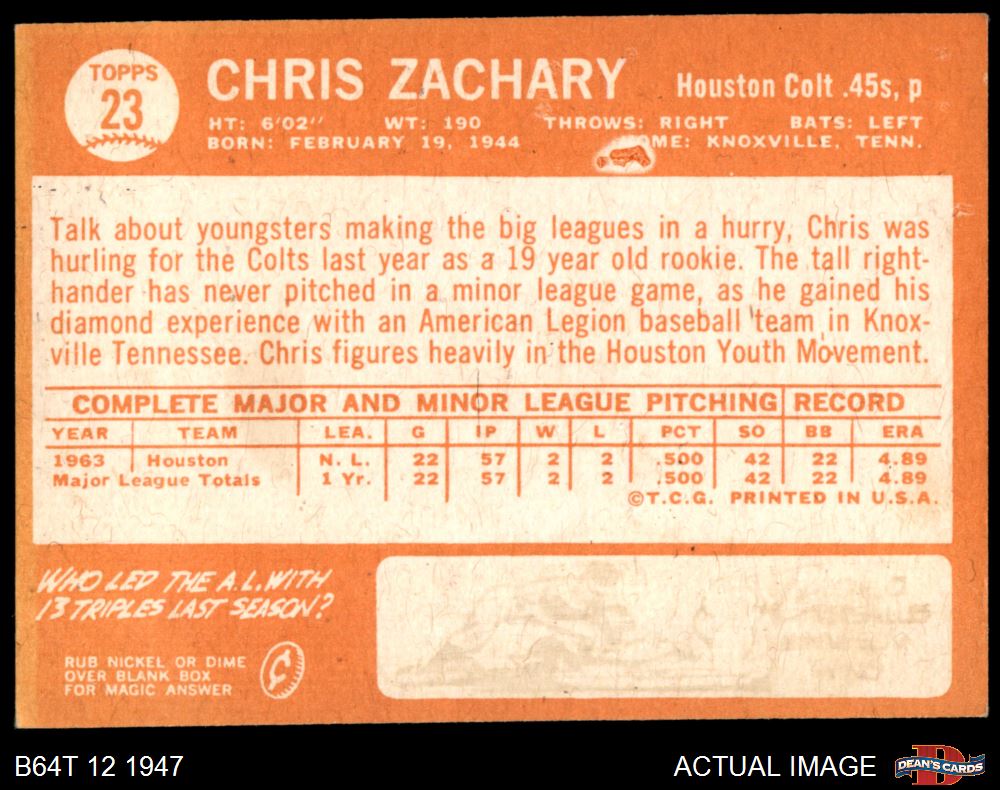 TOPPS
23
CHRIS ZACHARY Houston Colt .45s, p
HT: 6'02" WT: 190 THROWS: RIGHT BATS: LEFT
BORN: FEBRUARY 19, 1944 OME: KNOXVILLE, TENN.
Talk about youngsters making the big leagues in a hurry, Chris was
hurling for the Colts last year as a 19 year old rookie. The tall right-
hander has never pitched in a minor league game, as he gained his
diamond experience with an American Legion baseball team in Knox-
ville Tennessee. Chris figures heavily in the Houston Youth Movement.
COMPLETE MAJOR AND MINOR LEAGUE PITCHING RECORD
YEAR TEAM LEA. G IP W L PCT SO BB ERA
1963 Houston N. L. 22 57 2 2 .500 42 22 4.89
Major League Totals 1 Yr. 22 57 2 2 .500 42 22 4.89
©T.C.G. PRINTED IN U.S.A.
WHO LED THE A.L. WITH
13 TRIPLES LAST SEASON?
RUB NICKEL OR DIME
OVER BLANK BOX
FOR MAGIC ANSWER
B64T 12 1947 ACTUAL IMAGE DEAN'S CARDS